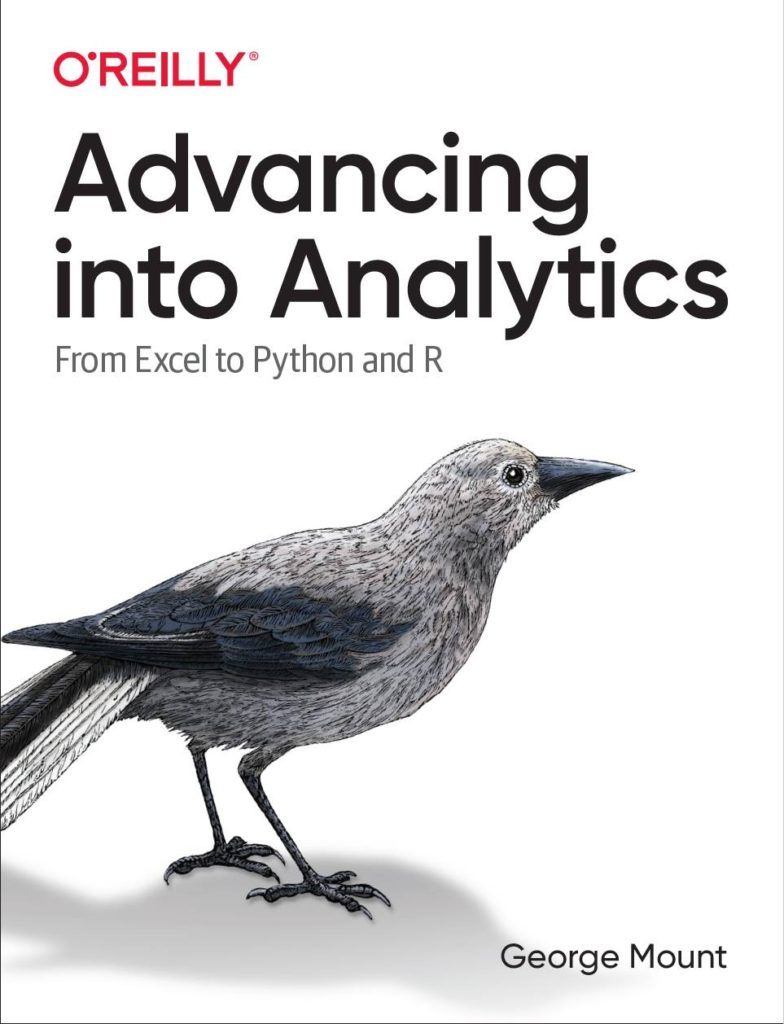 O'REILLY®
Advancing
into Analytics
From Excel to Python and R
George Mount